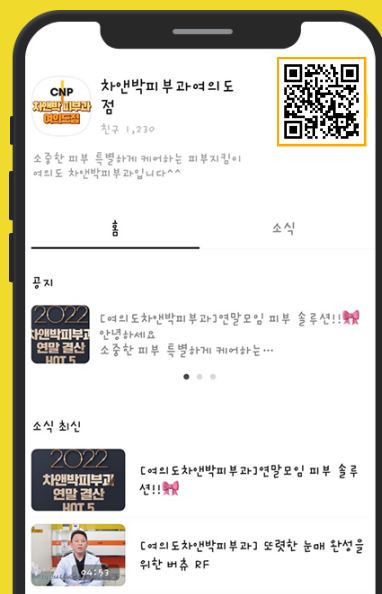 CNP
차앤박피부과
여의도점
차앤박피부과여의도
점
친구 1,230
소중한 피부 특별하게 케어하는 피부지킴이
여의도 차앤박피부과입니다^^
홈
소식
공지
2022
차앤박피부과
연말 결산
HOT 5
[여의도차앤박피부과]연말모임 피부 솔루션!!🎀
안녕하세요
소중한 피부 특별하게 케어하는…
소식 최신
2022
차앤박피부과
연말 결산
HOT 5
[여의도차앤박피부과]연말모임 피부 솔루
션!!🎀
04:53
[여의도차앤박피부과] 또렷한 눈매 완성을
위한 버츄 RF